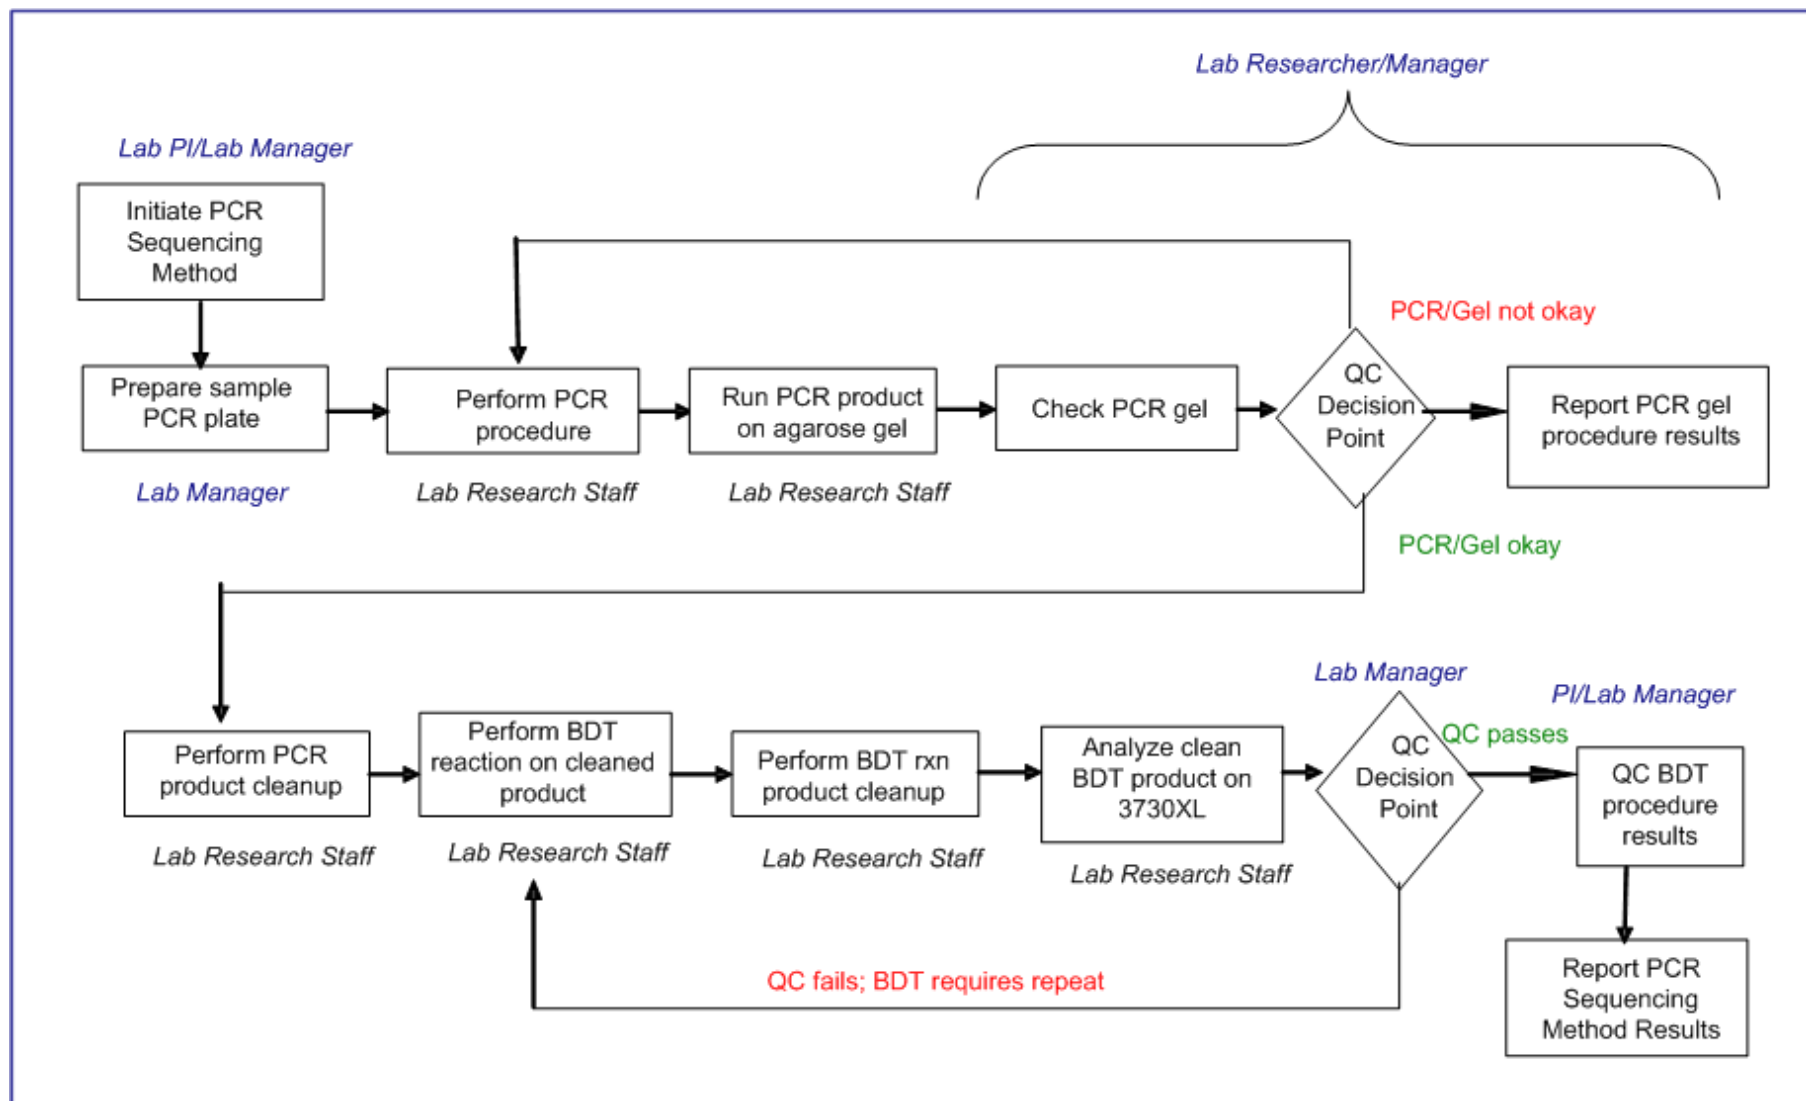 Lab Researcher/Manager
Lab PI/Lab Manager
Initiate PCR
Sequencing
Method
PCR/Gel not okay
Prepare sample
PCR plate
Perform PCR
procedure
Run PCR product
on agarose gel
Check PCR gel
QC
Decision
Point
Report PCR gel
procedure results
Lab Manager
Lab Research Staff
Lab Research Staff
PCR/Gel okay
Lab Manager
PI/Lab Manager
QC passes
Perform PCR
product cleanup
Perform BDT
reaction on cleaned
product
Perform BDT rxn
product cleanup
Analyze clean
BDT product on
3730XL
QC
Decision
Point
QC BDT
procedure
results
Lab Research Staff
Lab Research Staff
Lab Research Staff
Lab Research Staff
QC fails; BDT requires repeat
Report PCR
Sequencing
Method Results